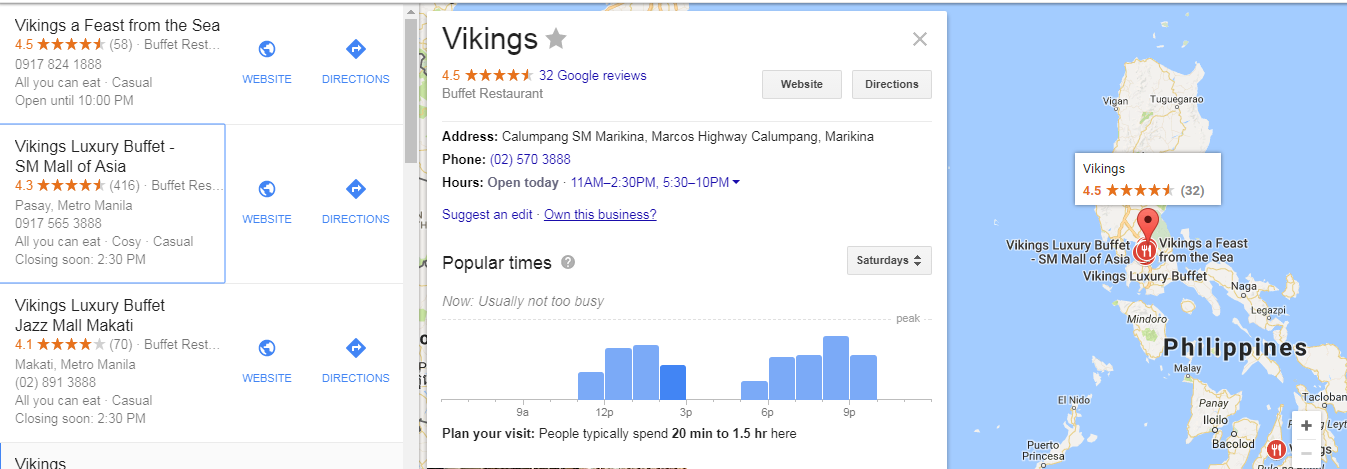 Vikings a Feast from the Sea
4.5 ★★★★★ (58) · Buffet Rest...
0917 824 1888
All you can eat · Casual
Open until 10:00 PM
WEBSITE
DIRECTIONS
Vikings Luxury Buffet -
SM Mall of Asia
4.3 ★★★★★ (416) · Buffet Res...
Pasay, Metro Manila
0917 565 3888
All you can eat · Cosy · Casual
Closing soon: 2:30 PM
WEBSITE
DIRECTIONS
Vikings Luxury Buffet
Jazz Mall Makati
4.1 ★★★★★ (70) · Buffet Rest...
Makati, Metro Manila
(02) 891 3888
All you can eat · Casual
Closing soon: 2:30 PM
WEBSITE
DIRECTIONS
Vikings
Vikings
4.5 ★★★★★ 32 Google reviews
Buffet Restaurant
Website
Directions
Address: Calumpang SM Marikina, Marcos Highway Calumpang, Marikina
Phone: (02) 570 3888
Hours: Open today · 11AM–2:30PM, 5:30–10PM
Suggest an edit · Own this business?
Popular times ?
Saturdays
Now: Usually not too busy
peak
9a 12p 3p 6p 9p
Plan your visit: People typically spend 20 min to 1.5 hr here
Vigan
Tuguegarao
Vikings
4.5 ★★★★★ (32)
Vikings Luxury Buffet
- SM Mall of Asia
Vikings a Feast
from the Sea
Vikings Luxury Buffet
Naga
Legazpi
Mindoro
Philippines
Malay
El Nido
Panay
Iloilo
Bacolod
Tacloban
Leyt
Puerto
Princesa
+
−